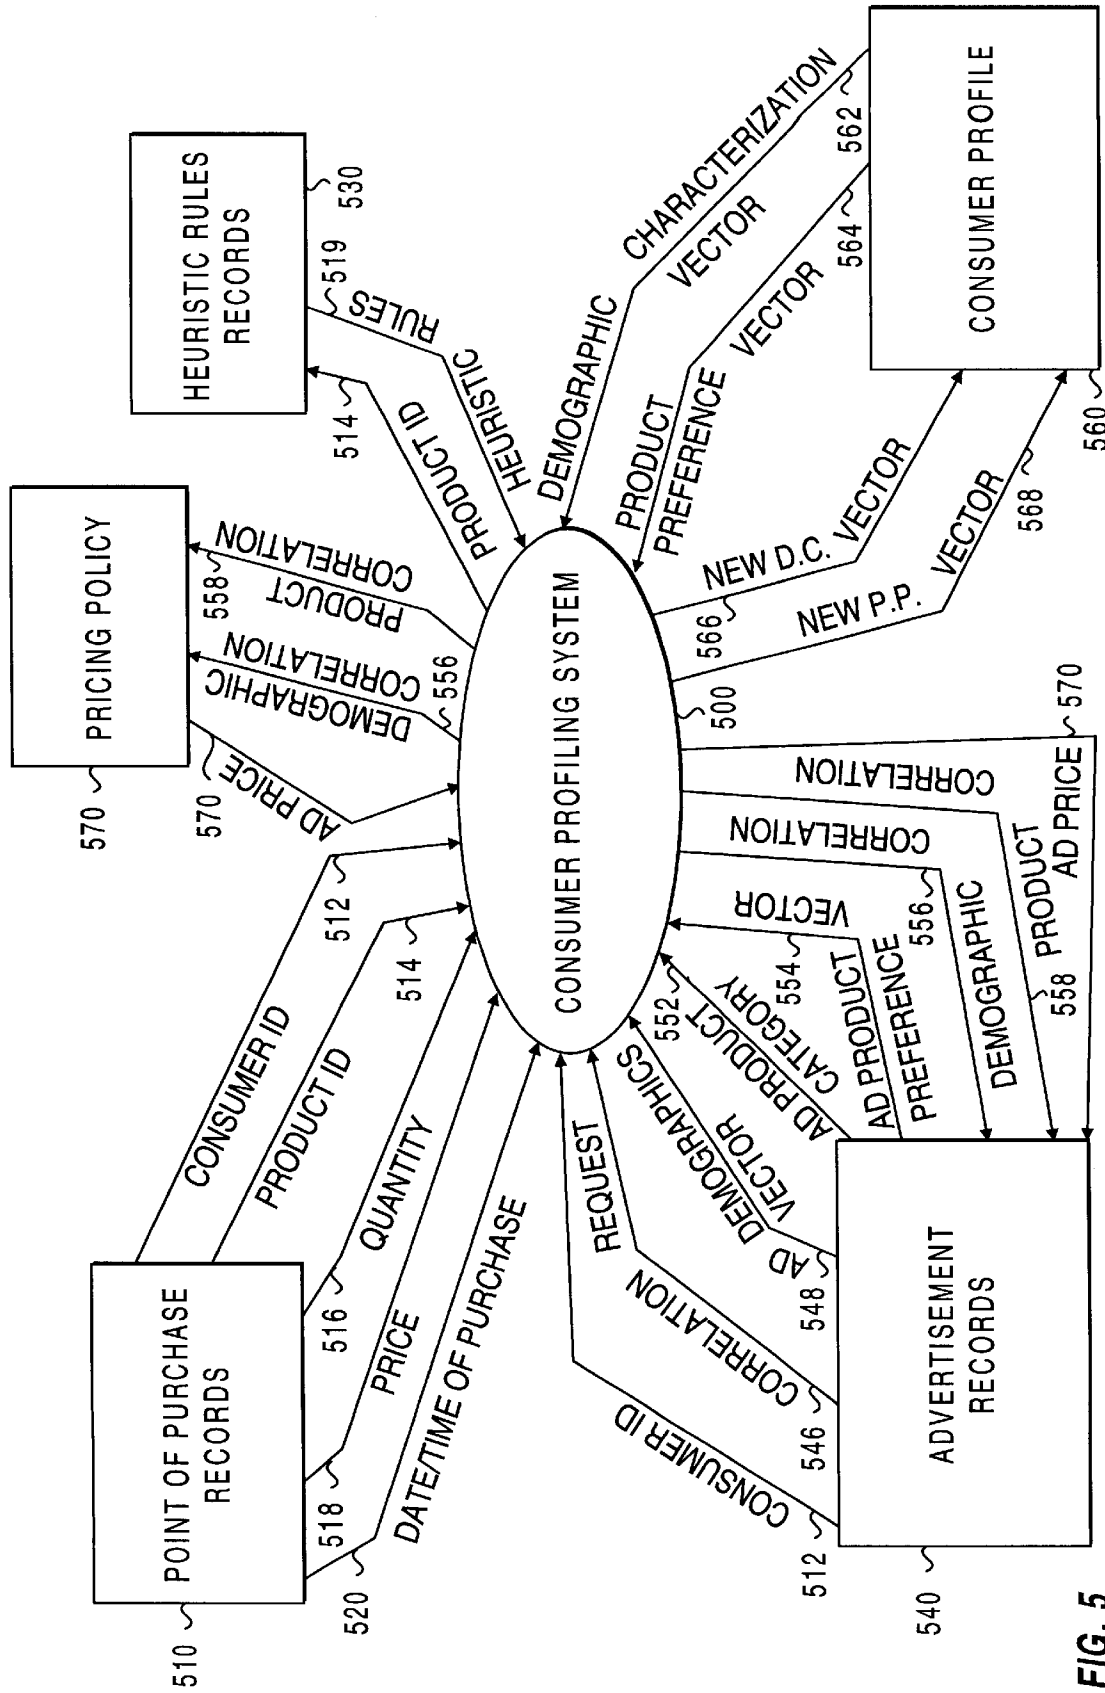 POINT OF PURCHASE
RECORDS
510
CONSUMER ID
512
PRODUCT ID
514
QUANTITY
516
PRICE
518
DATE/TIME OF PURCHASE
520
PRICING POLICY
570
AD PRICE
570
DEMOGRAPHIC
CORRELATION
556
PRODUCT
CORRELATION
558
HEURISTIC RULES
RECORDS
530
PRODUCT ID
514
HEURISTIC
RULES
519
CONSUMER PROFILING SYSTEM
500
ADVERTISEMENT
RECORDS
540
CONSUMER ID
512
CORRELATION
REQUEST
546
AD DEMOGRAPHICS
VECTOR
548
AD PRODUCT
CATEGORY
552
AD PRODUCT
PREFERENCE
VECTOR
554
DEMOGRAPHIC
CORRELATION
556
PRODUCT
CORRELATION
558
AD PRICE
570
CONSUMER PROFILE
560
DEMOGRAPHIC
CHARACTERIZATION
VECTOR
562
PRODUCT
PREFERENCE
VECTOR
564
NEW D.C. VECTOR
566
NEW P.P. VECTOR
568
FIG. 5